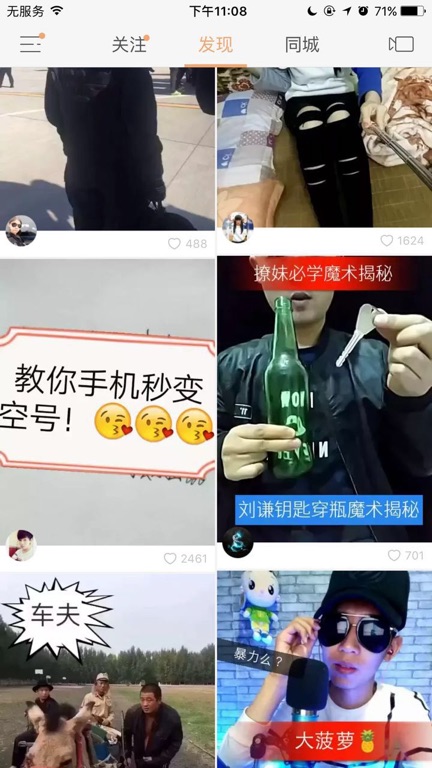 无服务
下午11:08
71%
关注
发现
同城
488
1624
撩妹必学魔术揭秘
教你手机秒变
空号！😘😘😘
刘谦钥匙穿瓶魔术揭秘
2461
701
车夫
暴力么？
大菠萝🍍